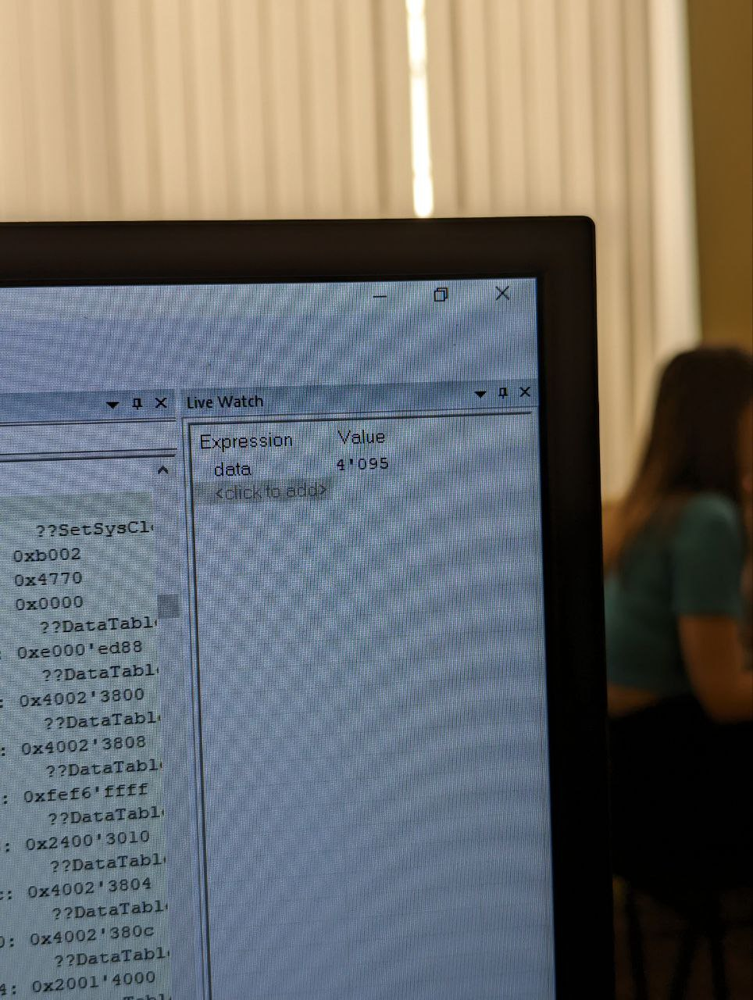 Live Watch
Expression Value
data 4'095
<click to add>
??SetSysCl
0xb002
0x4770
0x0000
??DataTabl
: 0xe000'ed88
??DataTabl
: 0x4002'3800
??DataTabl
: 0x4002'3808
??DataTabl
: 0xfef6'ffff
??DataTabl
: 0x2400'3010
??DataTabl
c: 0x4002'3804
??DataTabl
0: 0x4002'380c
??DataTabl
4: 0x2001'4000